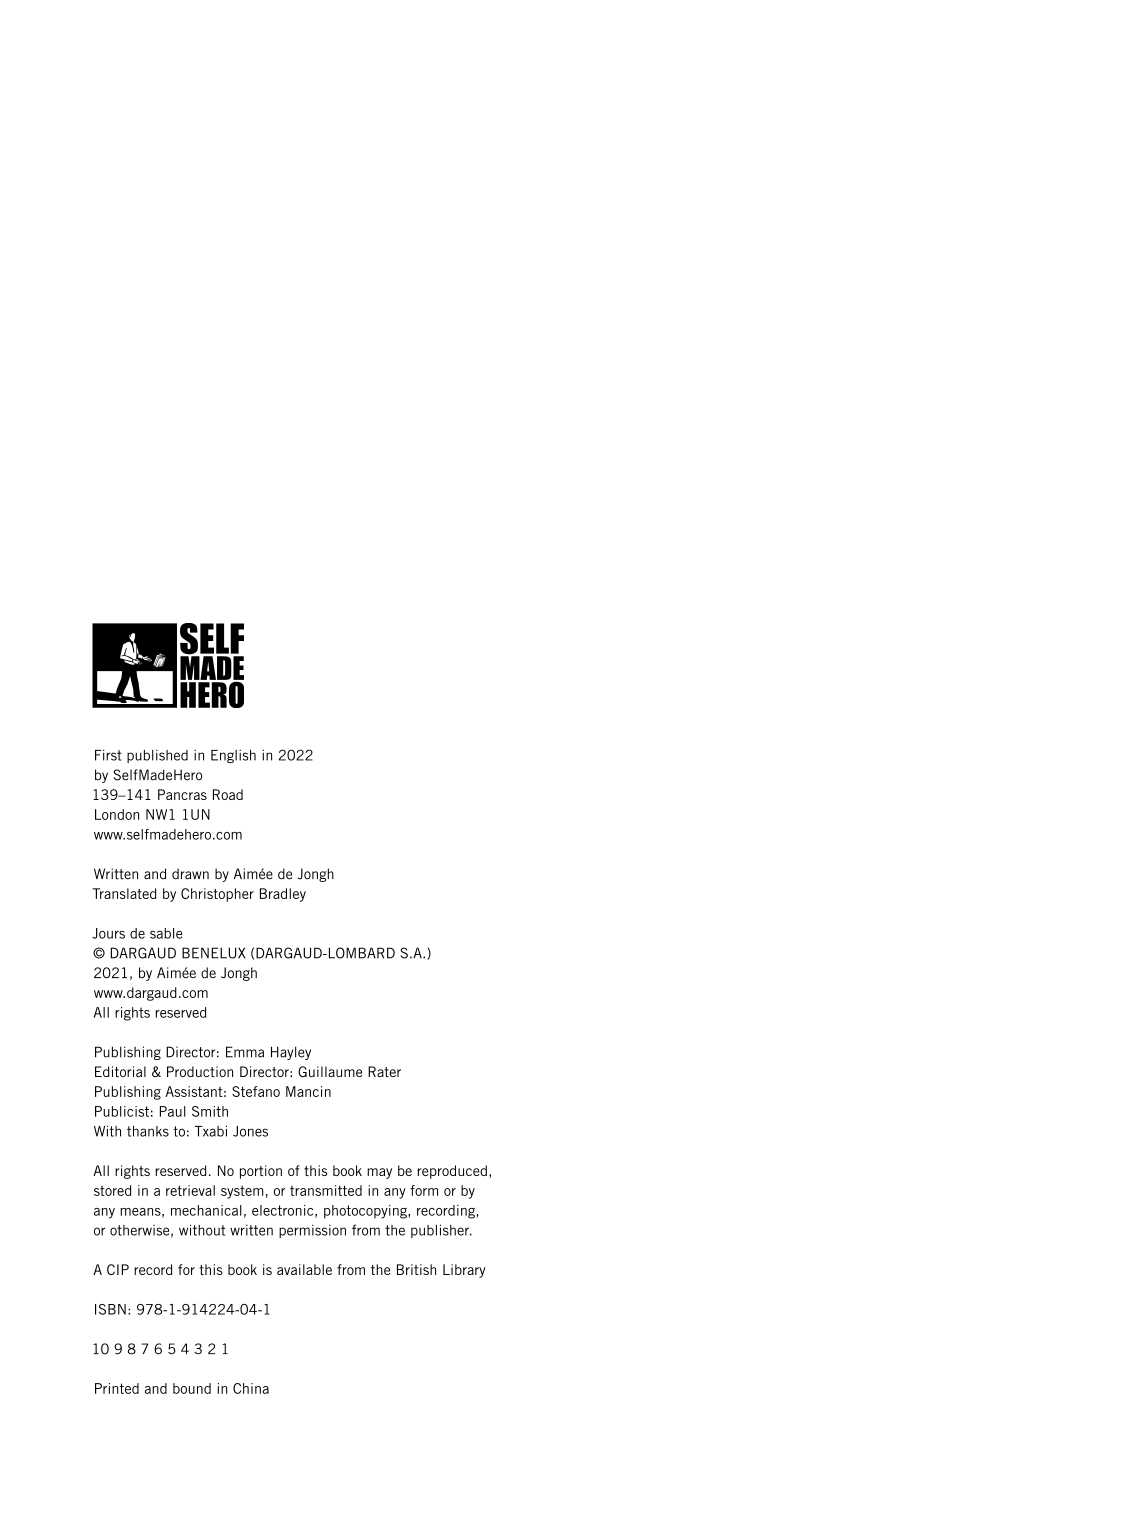 SELF
MADE
HERO
First published in English in 2022
by SelfMadeHero
139–141 Pancras Road
London NW1 1UN
www.selfmadehero.com
Written and drawn by Aimée de Jongh
Translated by Christopher Bradley
Jours de sable
© DARGAUD BENELUX (DARGAUD-LOMBARD S.A.)
2021, by Aimée de Jongh
www.dargaud.com
All rights reserved
Publishing Director: Emma Hayley
Editorial & Production Director: Guillaume Rater
Publishing Assistant: Stefano Mancin
Publicist: Paul Smith
With thanks to: Txabi Jones
All rights reserved. No portion of this book may be reproduced,
stored in a retrieval system, or transmitted in any form or by
any means, mechanical, electronic, photocopying, recording,
or otherwise, without written permission from the publisher.
A CIP record for this book is available from the British Library
ISBN: 978-1-914224-04-1
10 9 8 7 6 5 4 3 2 1
Printed and bound in China